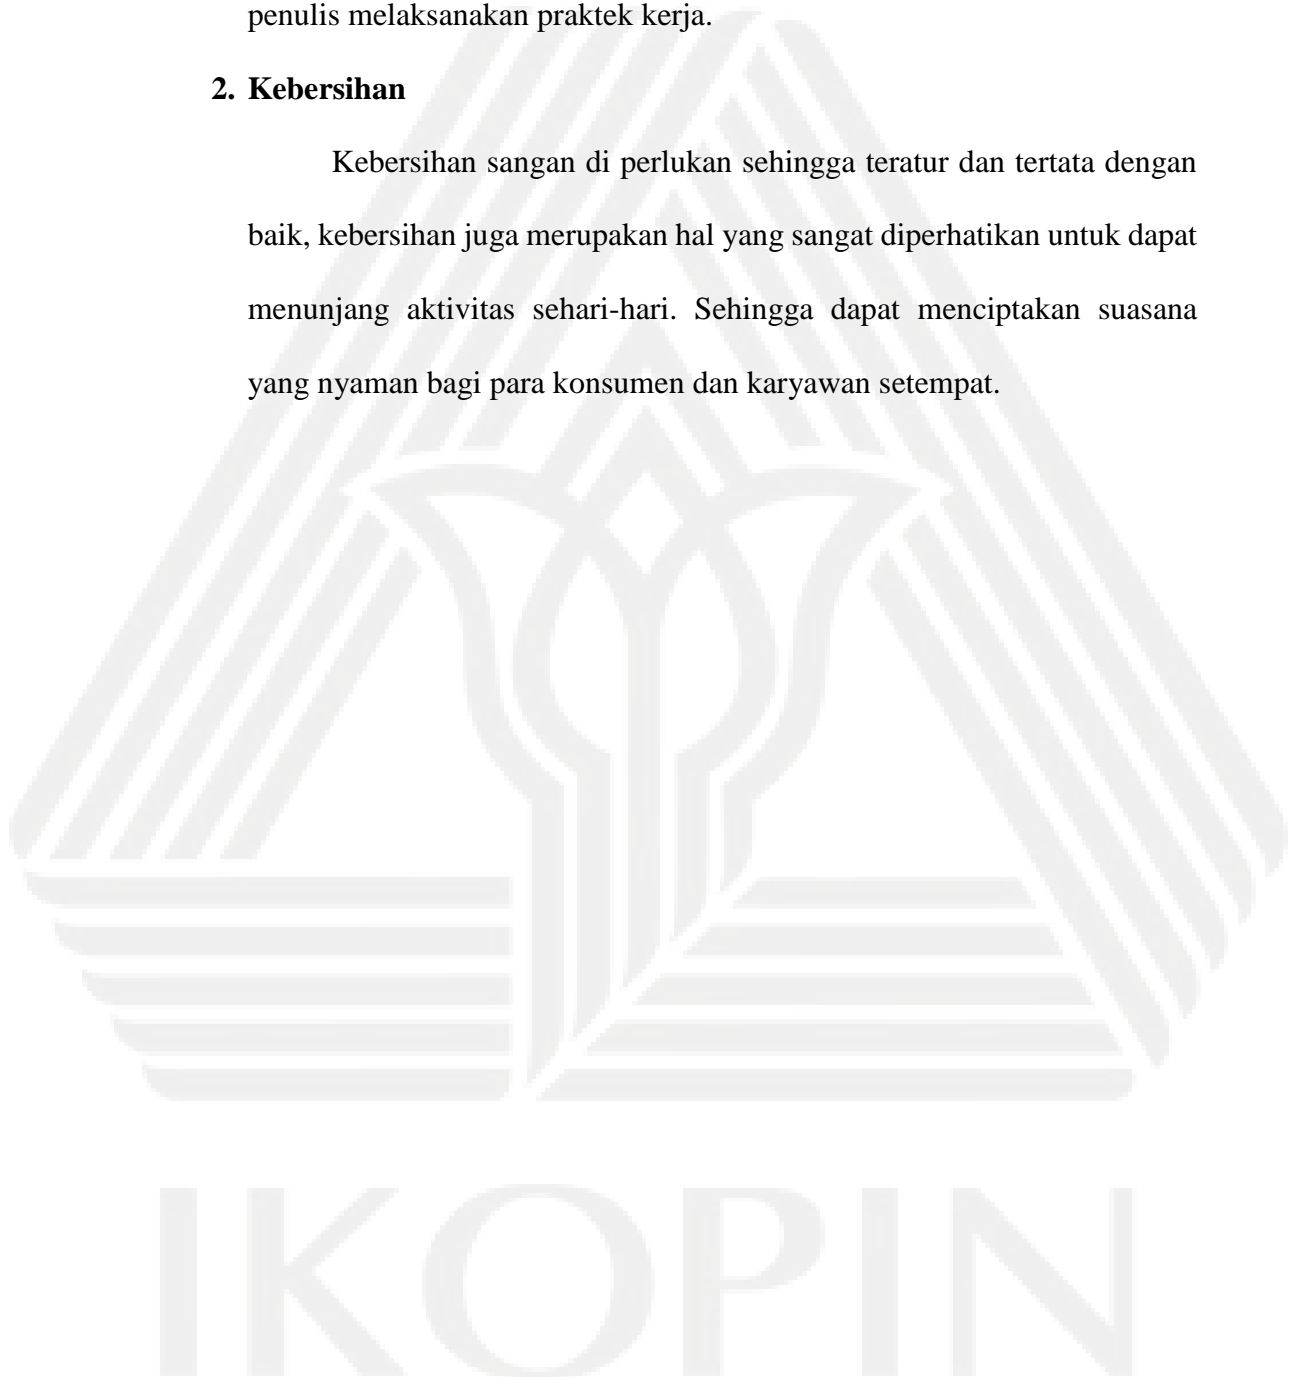 penulis melaksanakan praktek kerja.
2. Kebersihan
Kebersihan sangan di perlukan sehingga teratur dan tertata dengan
baik, kebersihan juga merupakan hal yang sangat diperhatikan untuk dapat
menunjang aktivitas sehari-hari. Sehingga dapat menciptakan suasana
yang nyaman bagi para konsumen dan karyawan setempat.
IKOPIN